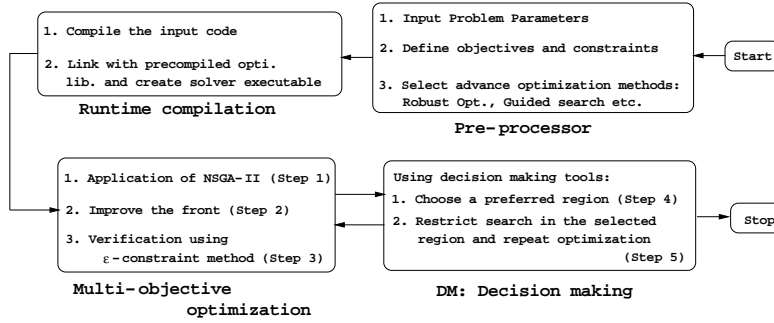 1. Compile the input code
2. Link with precompiled opti.
lib. and create solver executable
Runtime compilation
1. Input Problem Parameters
2. Define objectives and constraints
3. Select advance optimization methods:
Robust Opt., Guided search etc.
Pre-processor
Start
1. Application of NSGA-II (Step 1)
2. Improve the front (Step 2)
3. Verification using
ε-constraint method (Step 3)
Multi-objective
optimization
Using decision making tools:
1. Choose a preferred region (Step 4)
2. Restrict search in the selected
region and repeat optimization
(Step 5)
DM: Decision making
Stop